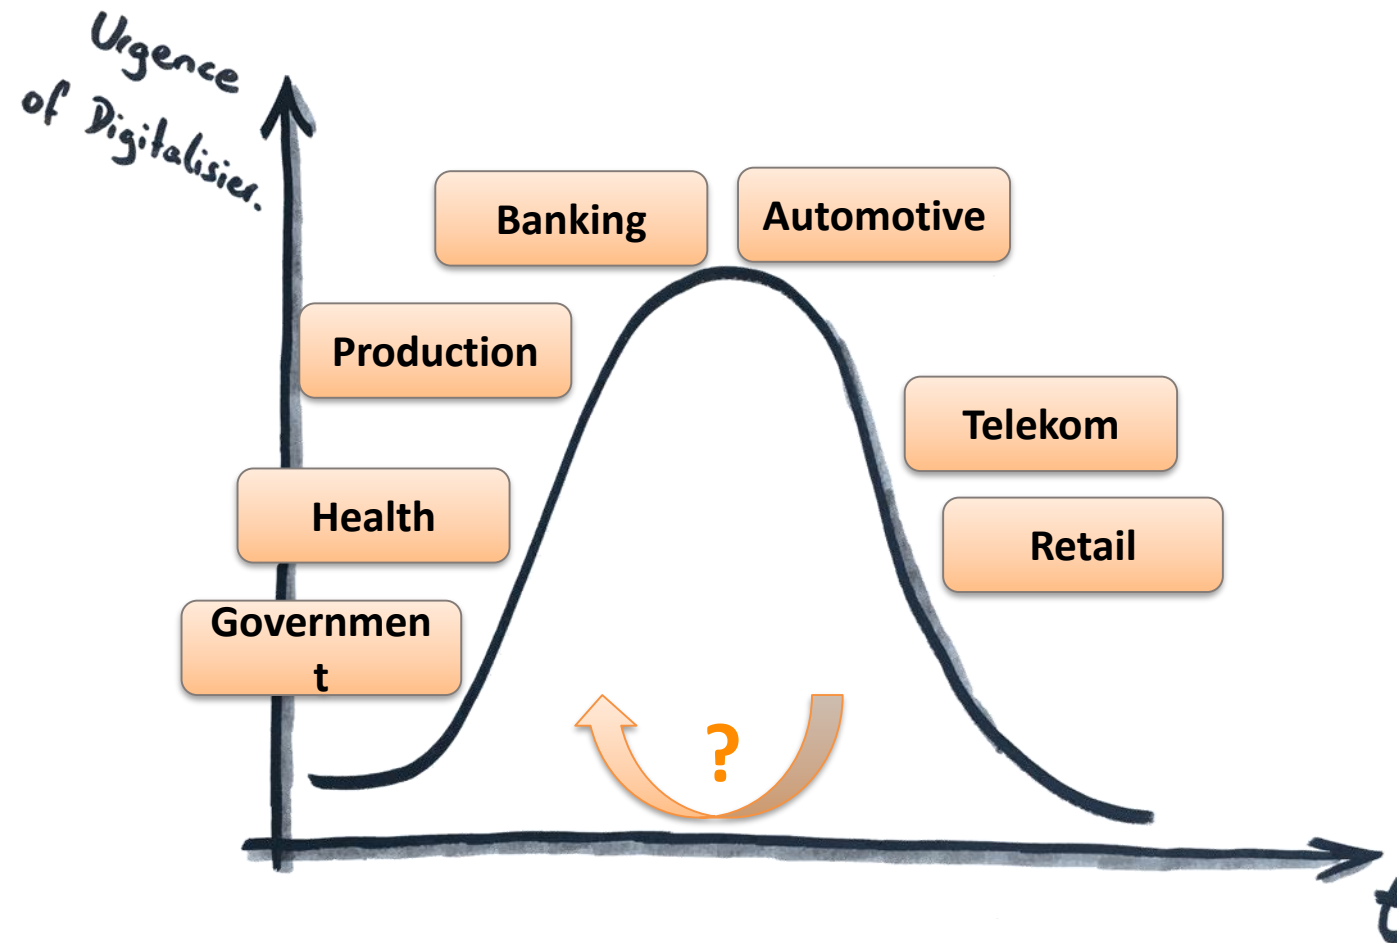 Urgence
of Digitalisier.
Banking
Automotive
Production
Telekom
Health
Retail
Governmen
t
?
t